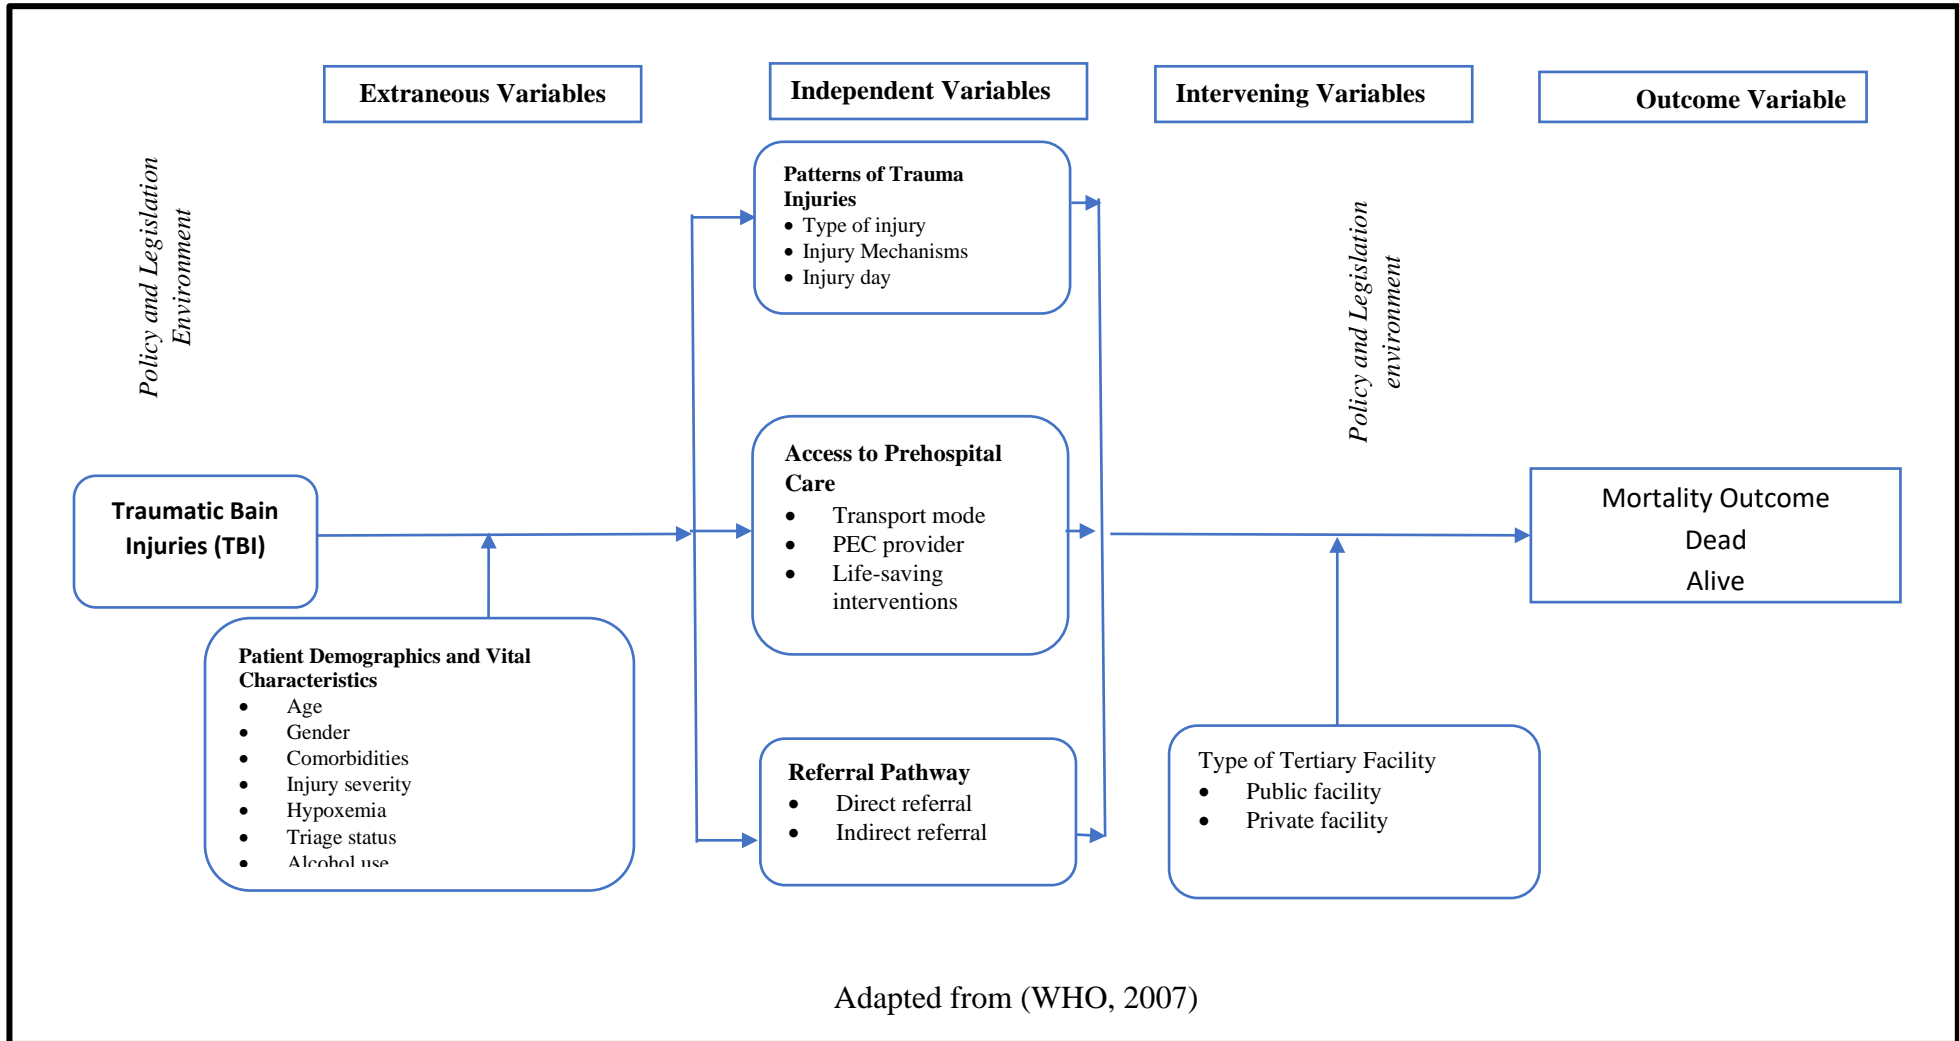 Extraneous Variables
Independent Variables
Intervening Variables
Outcome Variable
Policy and Legislation
Environment
Patterns of Trauma
Injuries
• Type of injury
• Injury Mechanisms
• Injury day
Policy and Legislation
environment
Traumatic Bain
Injuries (TBI)
Access to Prehospital
Care
• Transport mode
• PEC provider
• Life-saving
interventions
Mortality Outcome
Dead
Alive
Patient Demographics and Vital
Characteristics
• Age
• Gender
• Comorbidities
• Injury severity
• Hypoxemia
• Triage status
• Alcohol use
Referral Pathway
• Direct referral
• Indirect referral
Type of Tertiary Facility
• Public facility
• Private facility
Adapted from (WHO, 2007)